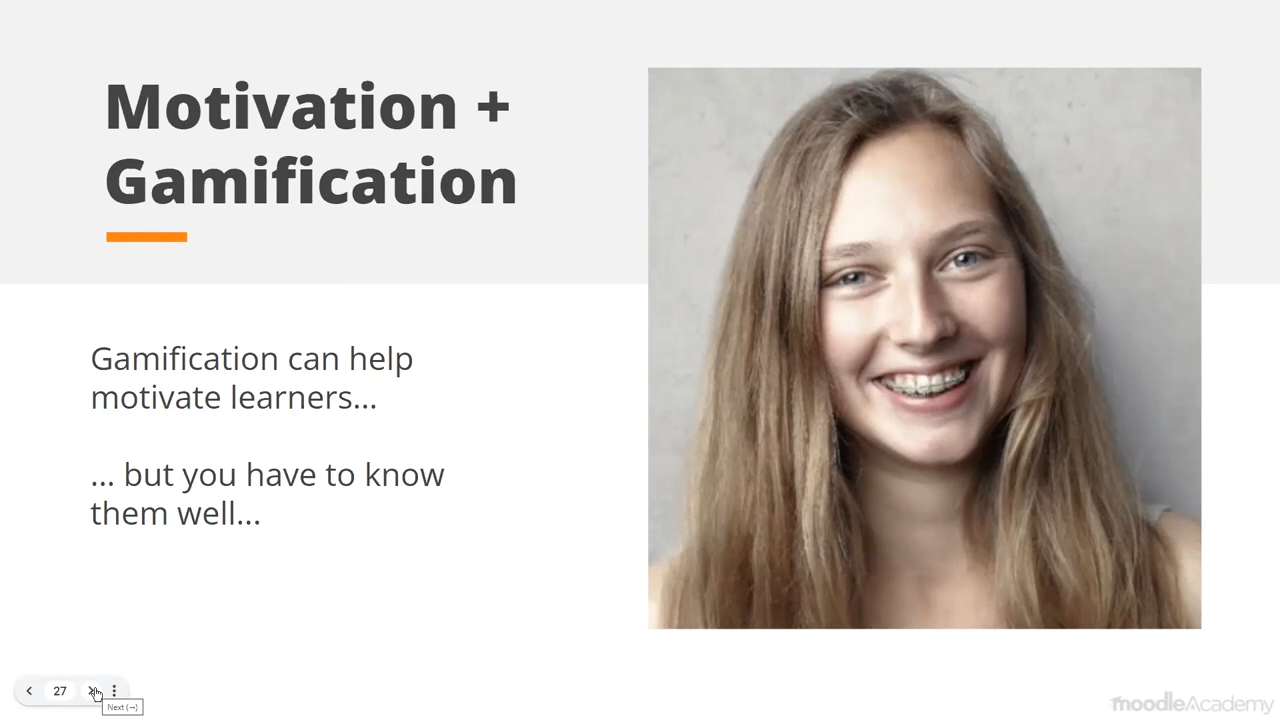 Motivation +
Gamification
Gamification can help
motivate learners...
... but you have to know
them well...
27
Next (→)
moodleAcademy